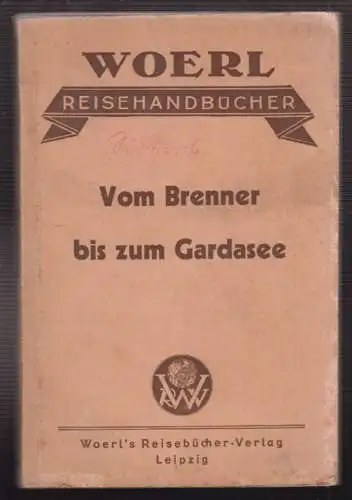 WOERL
REISEHANDBÜCHER
Vom Brenner
bis zum Gardasee
Woerl's Reisebücher-Verlag
Leipzig